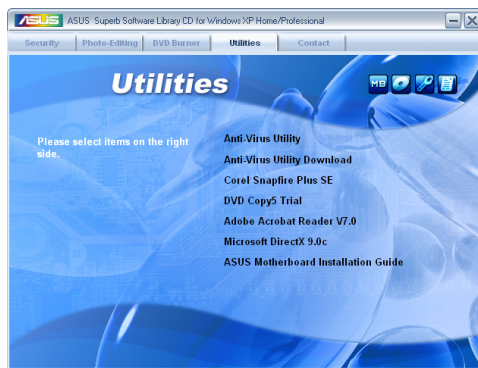 ASUS ASUS Superb Software Library CD for Windows XP Home/Professional
Security Photo-Editing DVD Burner Utilities Contact
Utilities
MB
Please select items on the right
side.
Anti-Virus Utility
Anti-Virus Utility Download
Corel Snapfire Plus SE
DVD Copy5 Trial
Adobe Acrobat Reader V7.0
Microsoft DirectX 9.0c
ASUS Motherboard Installation Guide